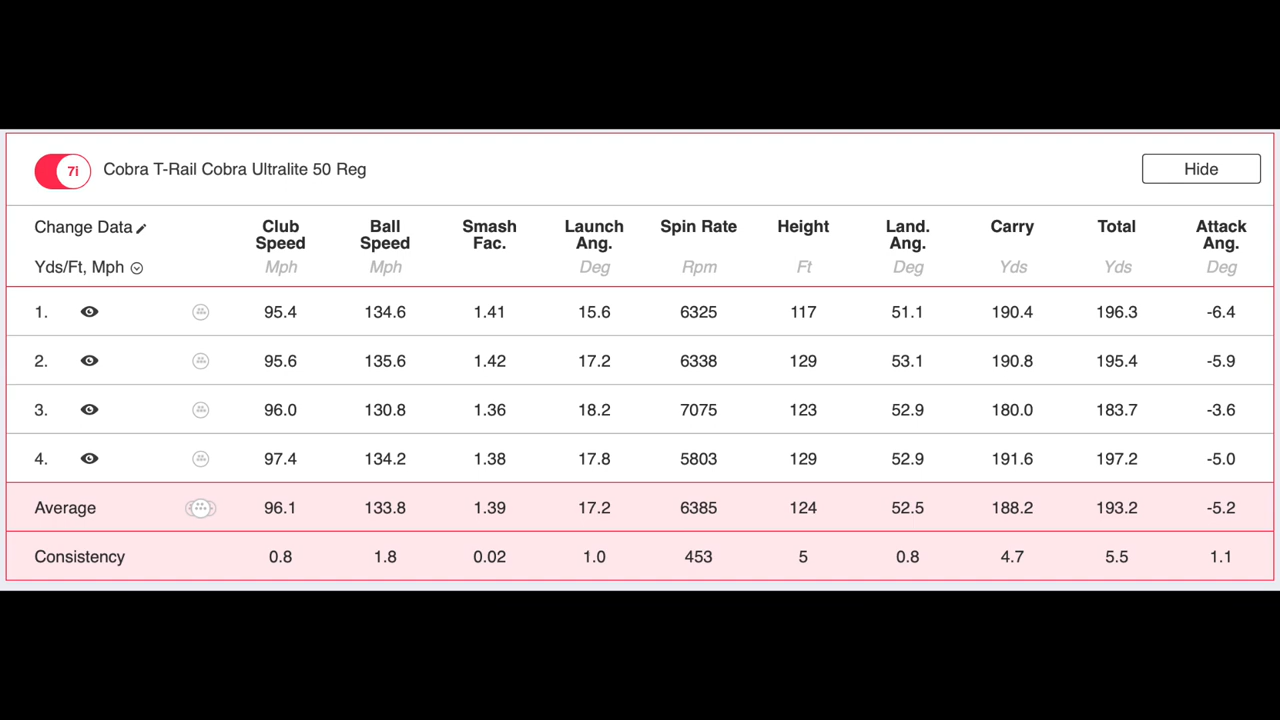 7i Cobra T-Rail Cobra Ultralite 50 Reg Hide
Change Data Club Speed Ball Speed Smash Fac. Launch Ang. Spin Rate Height Land. Ang. Carry Total Attack Ang.
Yds/Ft, Mph Mph Mph Deg Rpm Ft Deg Yds Yds Deg
1. 95.4 134.6 1.41 15.6 6325 117 51.1 190.4 196.3 -6.4
2. 95.6 135.6 1.42 17.2 6338 129 53.1 190.8 195.4 -5.9
3. 96.0 130.8 1.36 18.2 7075 123 52.9 180.0 183.7 -3.6
4. 97.4 134.2 1.38 17.8 5803 129 52.9 191.6 197.2 -5.0
Average 96.1 133.8 1.39 17.2 6385 124 52.5 188.2 193.2 -5.2
Consistency 0.8 1.8 0.02 1.0 453 5 0.8 4.7 5.5 1.1